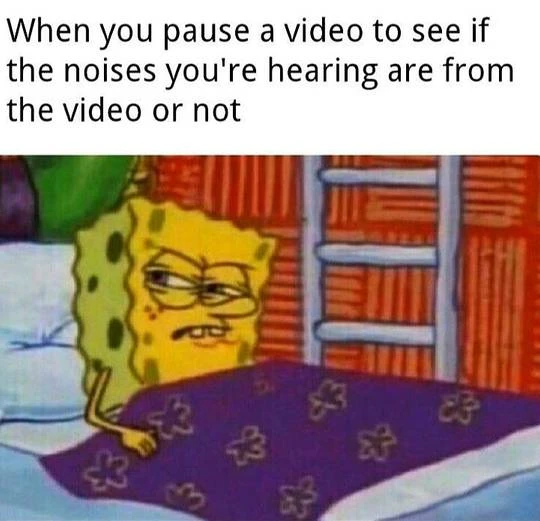 When you pause a video to see if
the noises you're hearing are from
the video or not